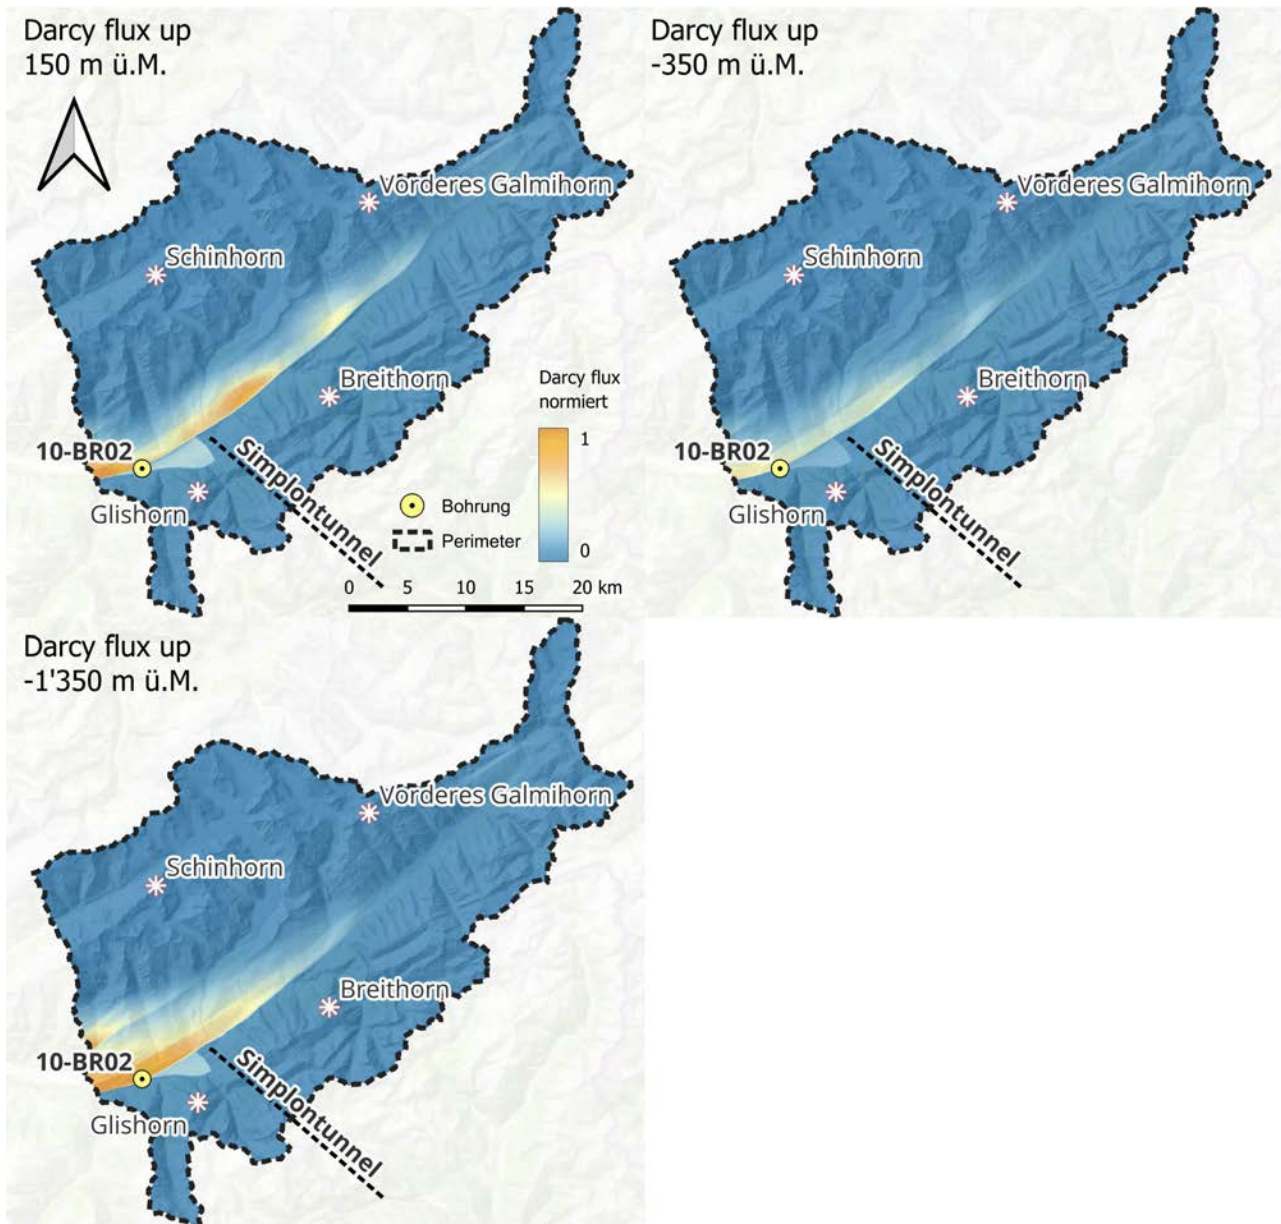 Darcy flux up
150 m ü.M.
Vorderes Galmihorn
Schinhorn
Breithorn
10-BR02
Glishorn
Simplontunnel
Darcy flux
normiert
1
0
Bohrung
Perimeter
0 5 10 15 20 km
Darcy flux up
-350 m ü.M.
Vorderes Galmihorn
Schinhorn
Breithorn
10-BR02
Glishorn
Simplontunnel
Darcy flux up
-1'350 m ü.M.
Vorderes Galmihorn
Schinhorn
Breithorn
10-BR02
Glishorn
Simplontunnel